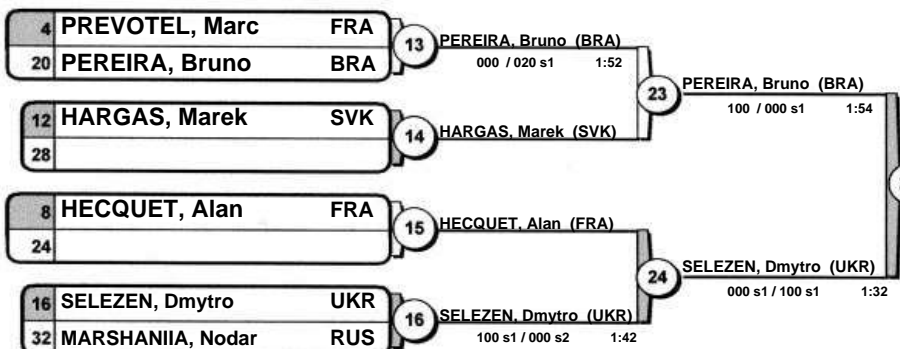 4 PREVOTEL, Marc FRA
20 PEREIRA, Bruno BRA
13
PEREIRA, Bruno (BRA)
000 / 020 s1 1:52
12 HARGAS, Marek SVK
28
14
HARGAS, Marek (SVK)
23
PEREIRA, Bruno (BRA)
100 / 000 s1 1:54
8 HECQUET, Alan FRA
24
15
HECQUET, Alan (FRA)
16 SELEZEN, Dmytro UKR
32 MARSHANIIA, Nodar RUS
16
SELEZEN, Dmytro (UKR)
100 s1 / 000 s2 1:42
24
SELEZEN, Dmytro (UKR)
000 s1 / 100 s1 1:32